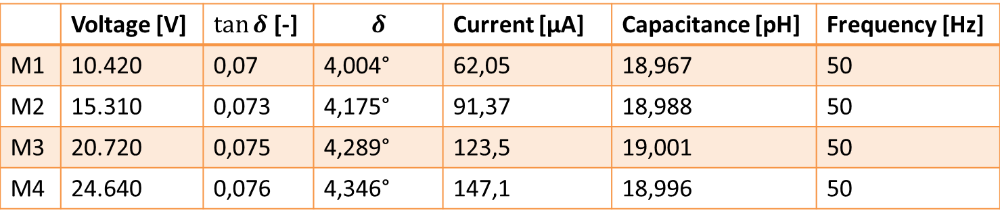 Voltage [V] tan δ [-] δ Current [µA] Capacitance [pH] Frequency [Hz]
M1 10.420 0,07 4,004° 62,05 18,967 50
M2 15.310 0,073 4,175° 91,37 18,988 50
M3 20.720 0,075 4,289° 123,5 19,001 50
M4 24.640 0,076 4,346° 147,1 18,996 50